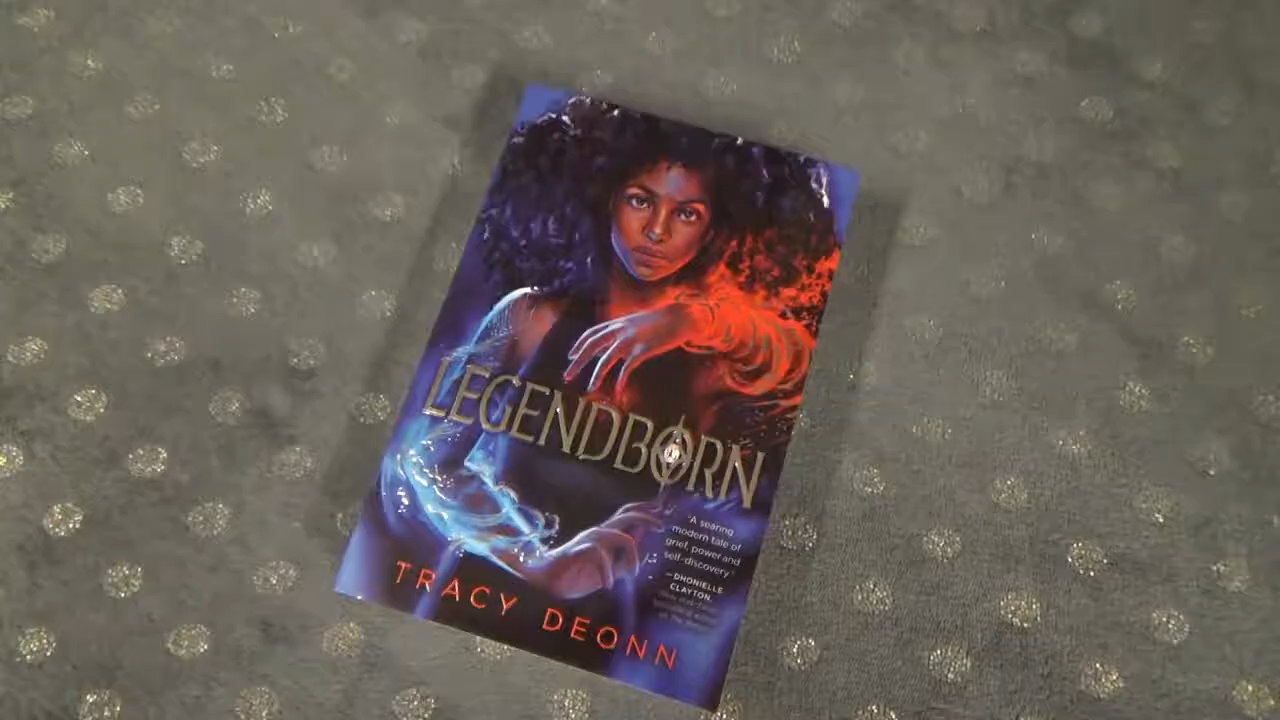 LEGENDBORN
"A searing
modern tale of
grief, power and
self-discovery"
—DHONIELLE
CLAYTON,
TRACY DEONN